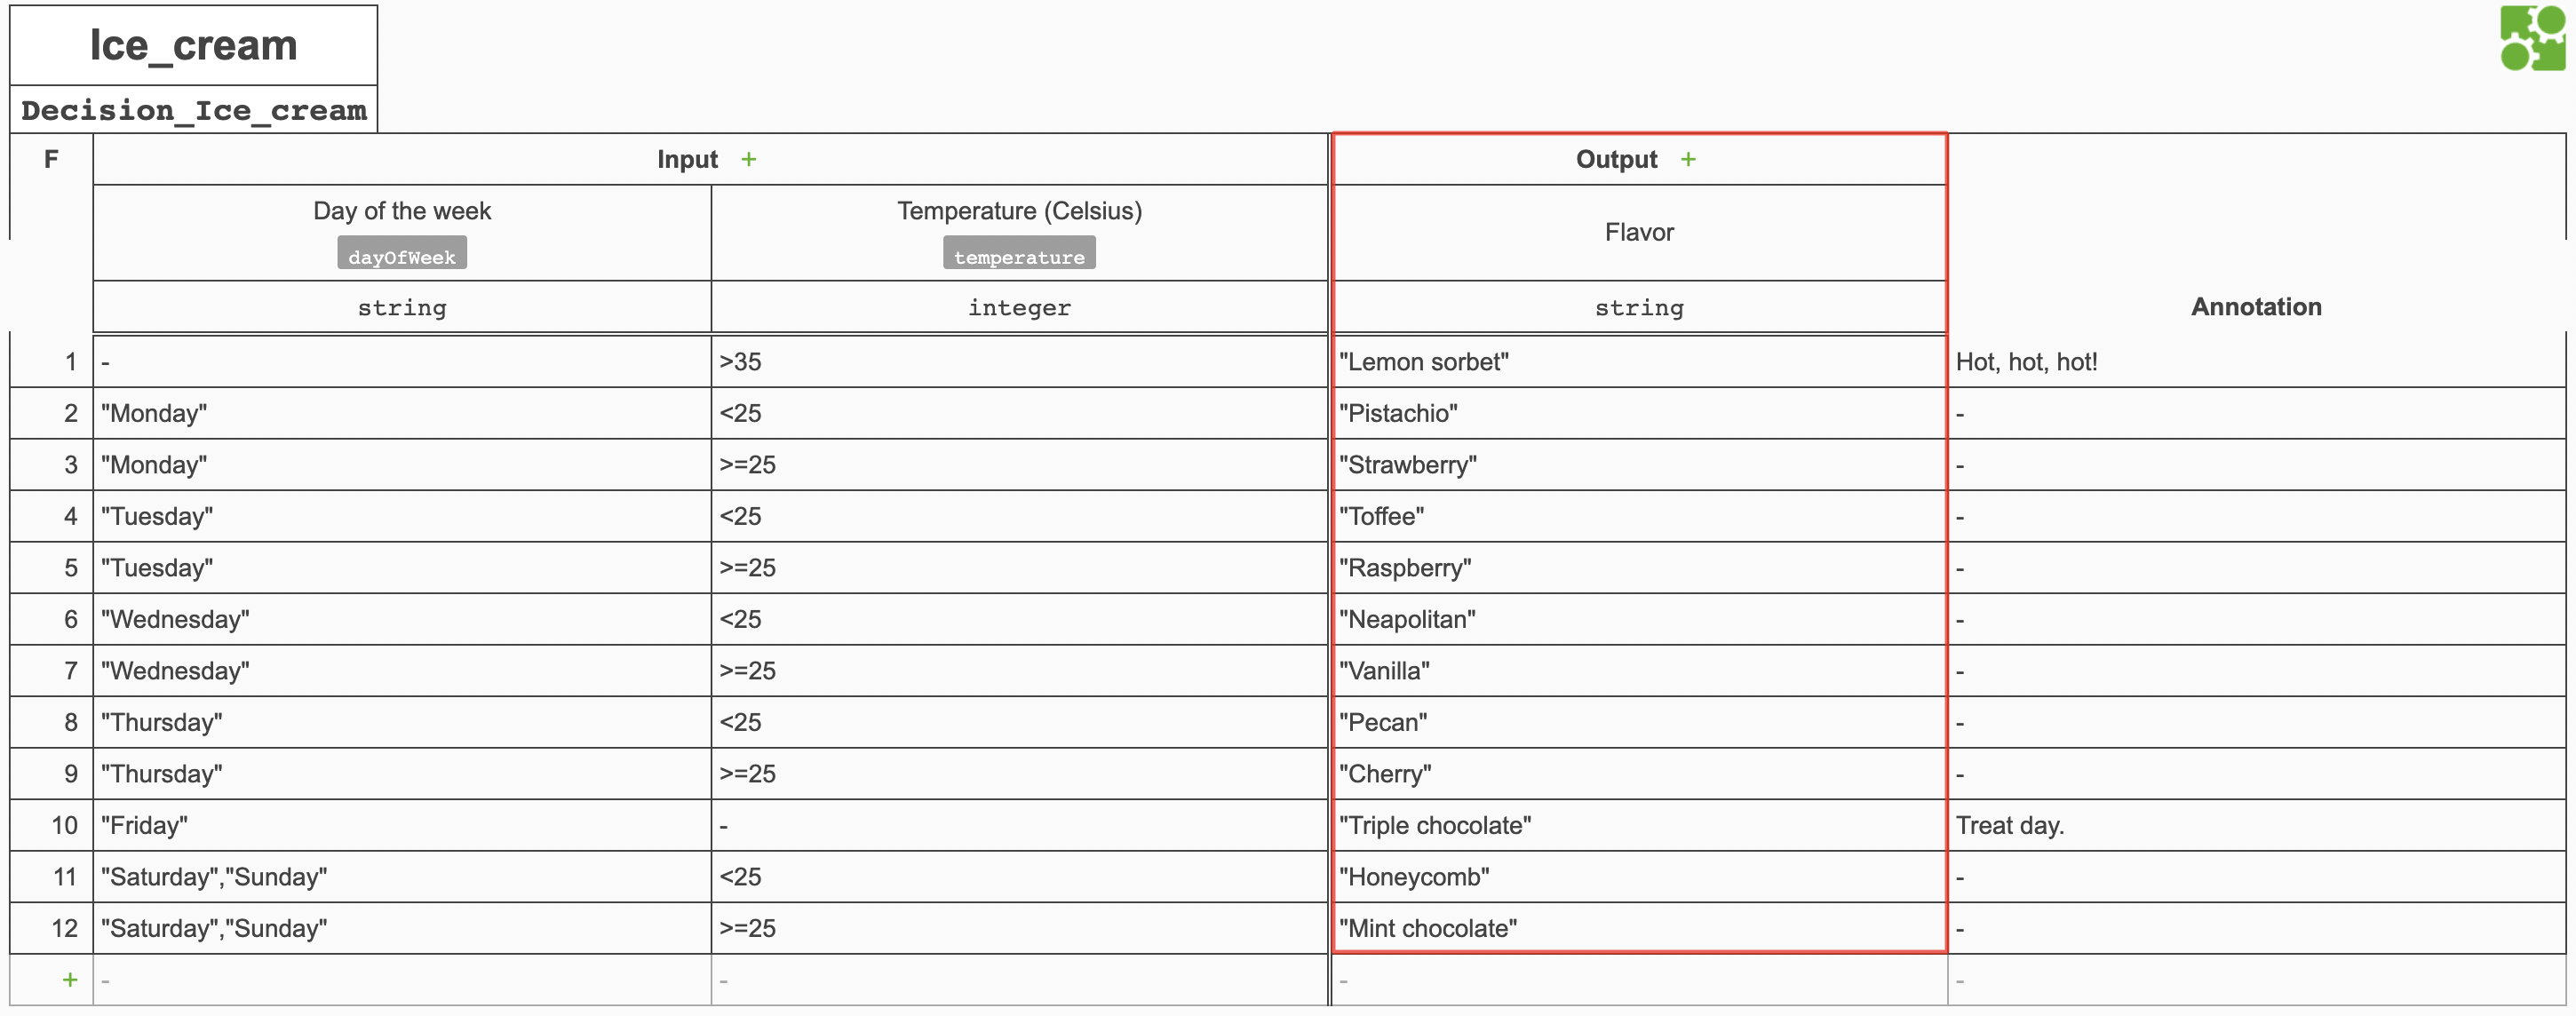 Ice_cream
Decision_Ice_cream
F Input + Output + Annotation
Day of the week Temperature (Celsius) Flavor
dayOfWeek temperature
string integer string
1 - >35 "Lemon sorbet" Hot, hot, hot!
2 "Monday" <25 "Pistachio" -
3 "Monday" >=25 "Strawberry" -
4 "Tuesday" <25 "Toffee" -
5 "Tuesday" >=25 "Raspberry" -
6 "Wednesday" <25 "Neapolitan" -
7 "Wednesday" >=25 "Vanilla" -
8 "Thursday" <25 "Pecan" -
9 "Thursday" >=25 "Cherry" -
10 "Friday" - "Triple chocolate" Treat day.
11 "Saturday","Sunday" <25 "Honeycomb" -
12 "Saturday","Sunday" >=25 "Mint chocolate" -
+ - - - -